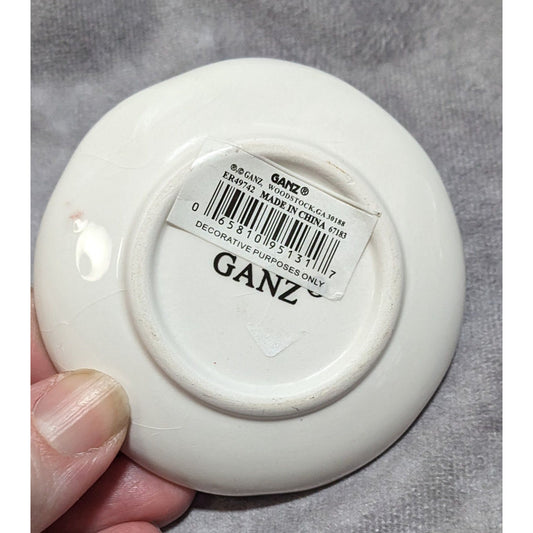 GANZ®
®© GANZ, WOODSTOCK, GA 30188
ER49742 MADE IN CHINA 67183
0 65810 95131 7
DECORATIVE PURPOSES ONLY
GANZ®